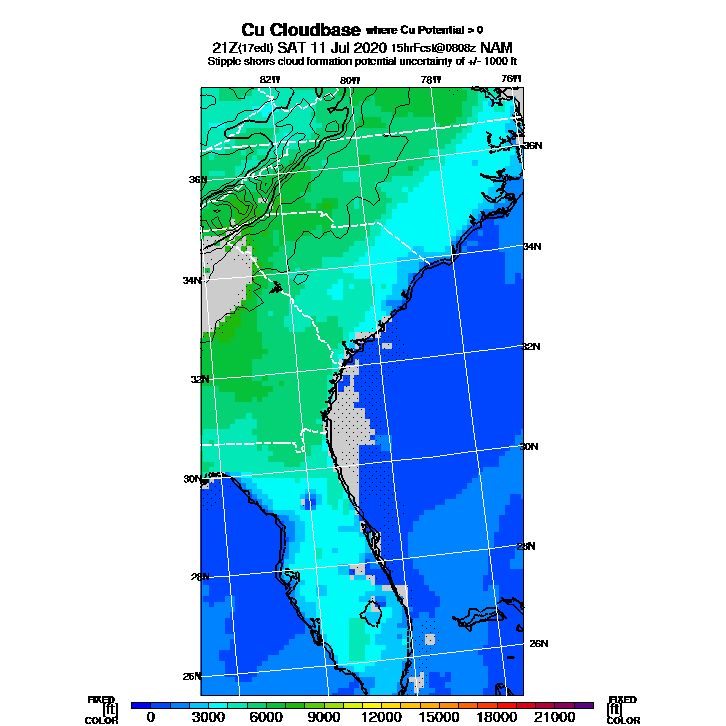 Cu Cloudbase where Cu Potential > 0
21Z(17edt) SAT 11 Jul 2020 15hrFcst@0808z NAM
Stipple shows cloud formation potential uncertainty of +/- 1000 ft
82W 80W 78W 76W
36N 36N
34N 34N
32N 32N
30N 30N
28N 28N
26N 26N
FIXED FIXED
[ft] [ft]
COLOR 0 3000 6000 9000 12000 15000 18000 21000 COLOR